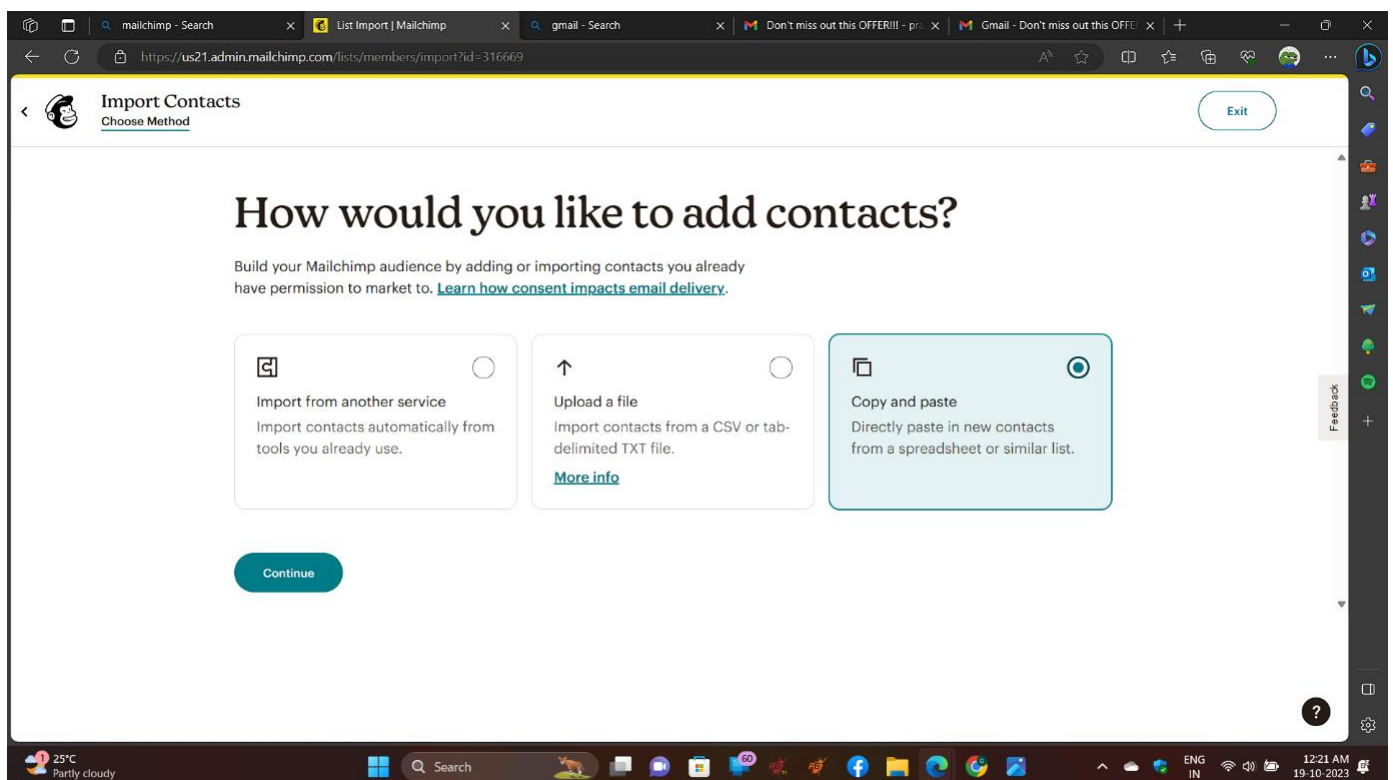 mailchimp - Search
List Import | Mailchimp
gmail - Search
Don't miss out this OFFER!!! - pra
Gmail - Don't miss out this OFFE
https://us21.admin.mailchimp.com/lists/members/import?id=316669
Import Contacts
Choose Method
Exit
How would you like to add contacts?
Build your Mailchimp audience by adding or importing contacts you already
have permission to market to. Learn how consent impacts email delivery.
Import from another service
Import contacts automatically from
tools you already use.
Upload a file
Import contacts from a CSV or tab-
delimited TXT file.
More info
Copy and paste
Directly paste in new contacts
from a spreadsheet or similar list.
Feedback
Continue
?
1
25°C
Partly cloudy
Search
60
ENG
IN
12:21 AM
19-10-2023